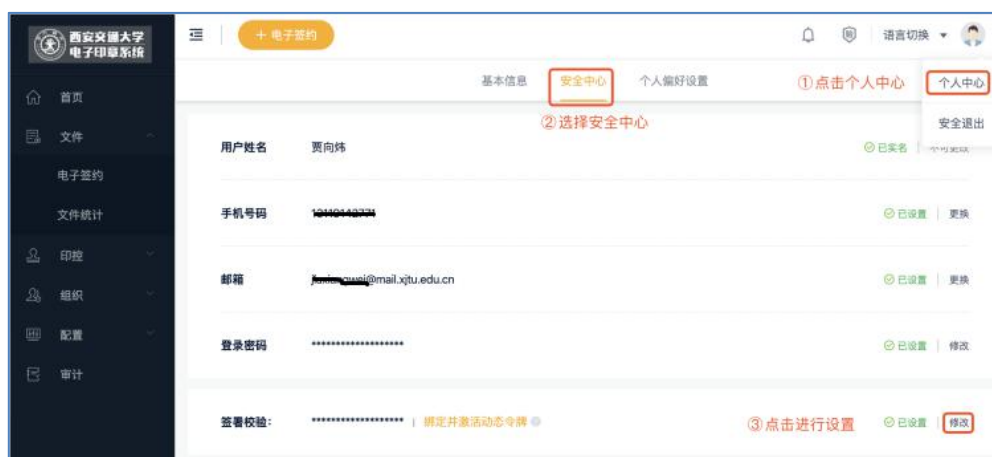 西安交通大学
电子印章系统
+ 电子签约
语言切换
首页
文件
电子签约
文件统计
印控
组织
配置
审计
基本信息 安全中心 个人偏好设置
①点击个人中心
个人中心
②选择安全中心
安全退出
用户姓名 贾向炜 已实名
手机号码 已设置 更换
邮箱 @mail.xjtu.edu.cn 已设置 更换
登录密码 ******************* 已设置 修改
签署校验: ******************* 绑定并激活动态令牌 ③点击进行设置 已设置 修改